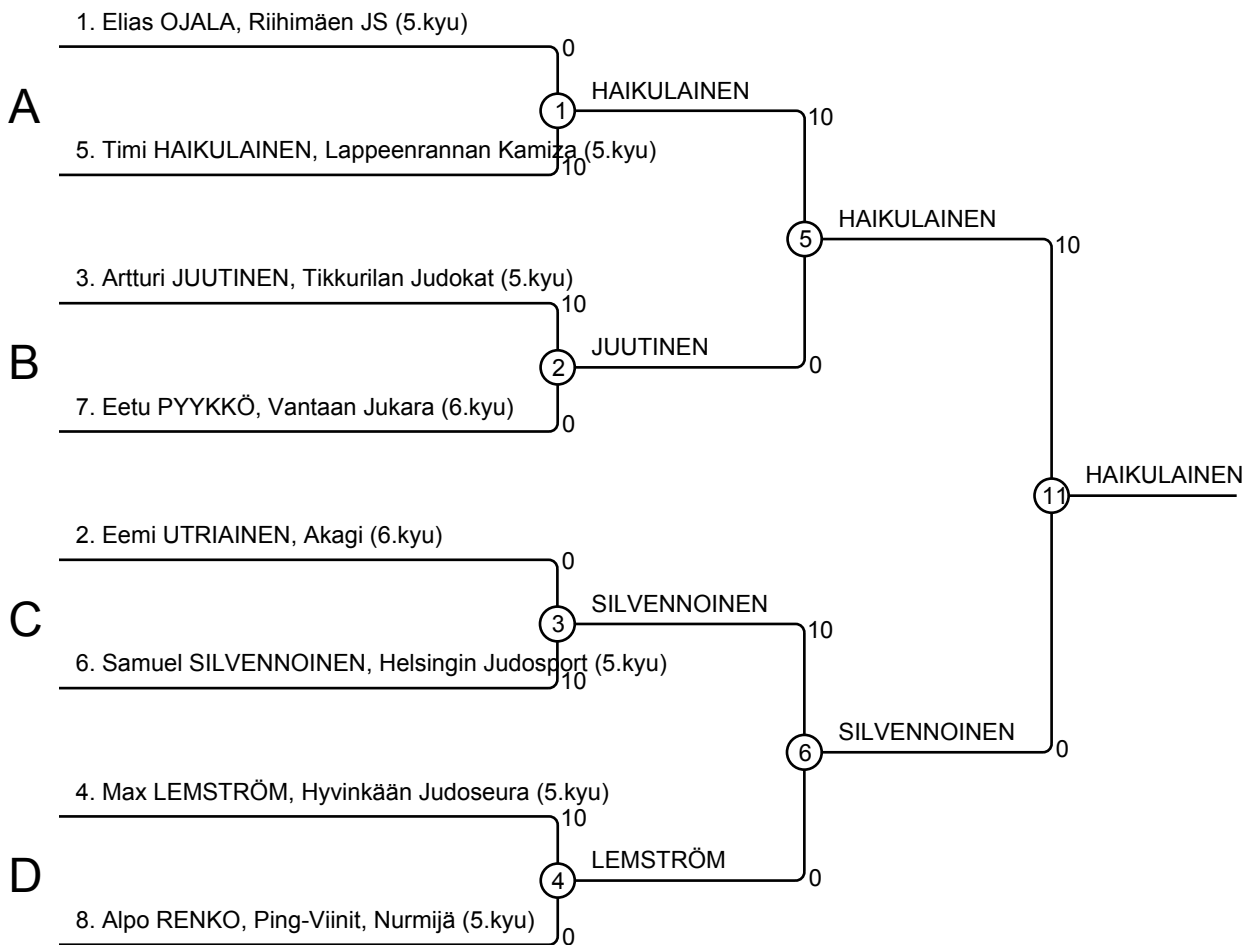 1. Elias OJALA, Riihimäen JS (5.kyu)
0
A
1
HAIKULAINEN
10
5. Timi HAIKULAINEN, Lappeenrannan Kamiza (5.kyu)
10
5
HAIKULAINEN
10
3. Artturi JUUTINEN, Tikkurilan Judokat (5.kyu)
10
B
2
JUUTINEN
0
7. Eetu PYYKKÖ, Vantaan Jukara (6.kyu)
0
11
HAIKULAINEN
2. Eemi UTRIAINEN, Akagi (6.kyu)
0
C
3
SILVENNOINEN
10
6. Samuel SILVENNOINEN, Helsingin Judosport (5.kyu)
10
6
SILVENNOINEN
0
4. Max LEMSTRÖM, Hyvinkään Judoseura (5.kyu)
10
D
4
LEMSTRÖM
0
8. Alpo RENKO, Ping-Viinit, Nurmijä (5.kyu)
0